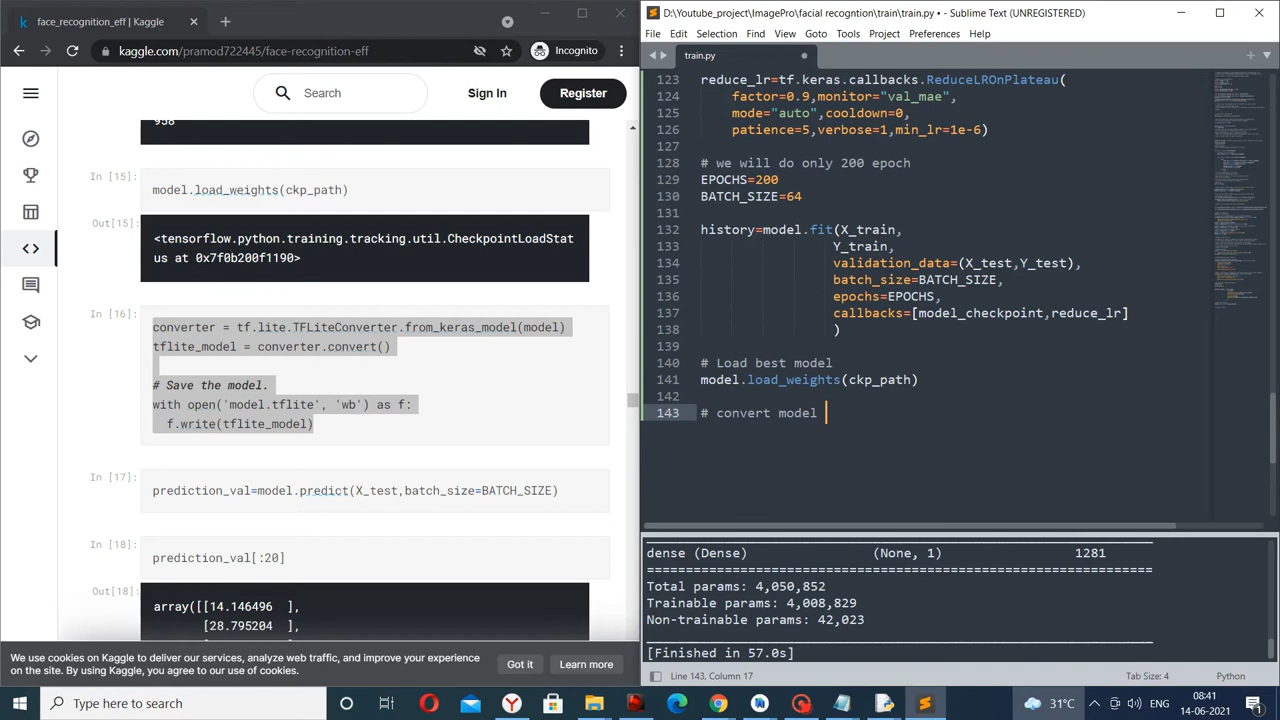 face_recognition_eff | Kaggle
kaggle.com/pramod722445/face-recognition-eff
Incognito
Search
Sign In
Register
958
In [15]:
model.load_weights(ckp_path)
Out[15]:
<tensorflow.python.training.tracking.util.CheckpointLoadStat
us at 0x7f0b200f1190>
In [16]:
converter = tf.lite.TFLiteConverter.from_keras_model(model)
tflite_model = converter.convert()
# Save the model.
with open('model.tflite', 'wb') as f:
f.write(tflite_model)
In [17]:
prediction_val=model.predict(X_test,batch_size=BATCH_SIZE)
In [18]:
prediction_val[:20]
Out[18]:
array([[14.146496 ],
[28.795204 ],
We use cookies on Kaggle to deliver our services, analyze web traffic, and improve your experience
on the site. By using Kaggle, you agree to our use of cookies.
Got it
Learn more
D:\Youtube_project\ImagePro\facial recogntion\train\train.py • - Sublime Text (UNREGISTERED)
File Edit Selection Find View Goto Tools Project Preferences Help
train.py
123 reduce_lr=tf.keras.callbacks.ReduceLROnPlateau(
124 factor=0.9,monitor="val_mae",
125 mode="auto",cooldown=0,
126 patience=5,verbose=1,min_lr=1e-6)
127
128 # we will do only 200 epoch
129 EPOCHS=200
130 BATCH_SIZE=64
131
132 history=model.fit(X_train,
133 Y_train,
134 validation_data=(X_test,Y_test),
135 batch_size=BATCH_SIZE,
136 epochs=EPOCHS,
137 callbacks=[model_checkpoint,reduce_lr]
138 )
139
140 # Load best model
141 model.load_weights(ckp_path)
142
143 # convert model
dense (Dense) (None, 1) 1281
=================================================================
Total params: 4,050,852
Trainable params: 4,008,829
Non-trainable params: 42,023
_________________________________________________________________
[Finished in 57.0s]
Line 143, Column 17
Tab Size: 4
Python
Type here to search
31°C
ENG
08:41
14-06-2021